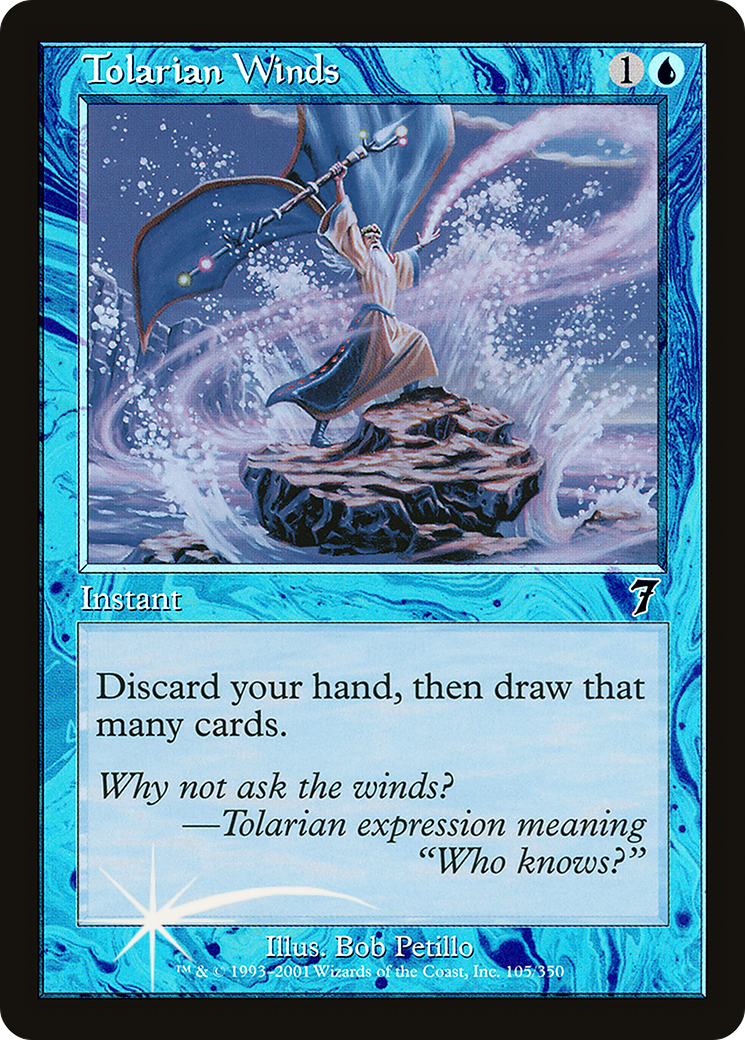 Tolarian Winds 1
Instant 7
Discard your hand, then draw that
many cards.
Why not ask the winds?
—Tolarian expression meaning
“Who knows?”
Illus. Bob Petillo
™ & © 1993–2001 Wizards of the Coast, Inc. 105/350